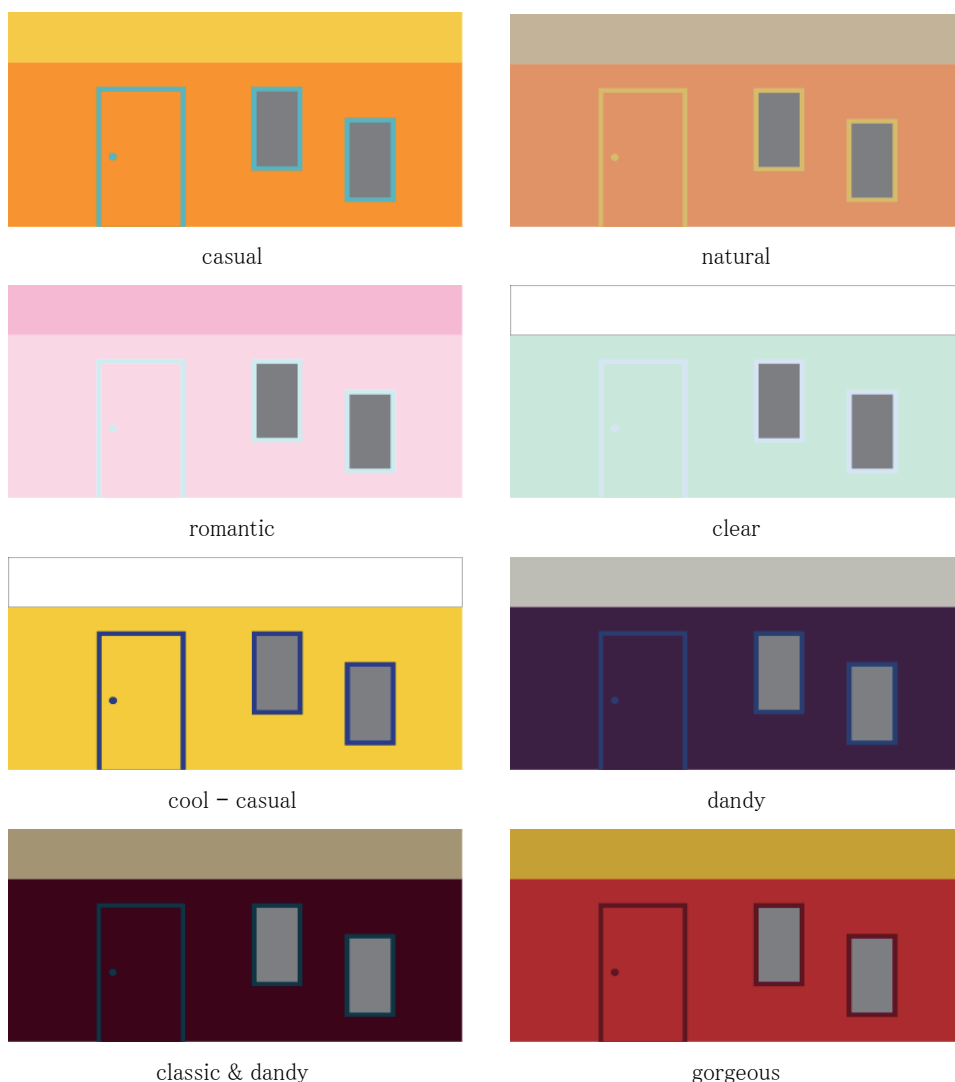 casual
natural
romantic
clear
cool - casual
dandy
classic & dandy
gorgeous